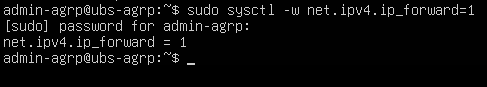 admin-agrp@ubs-agrp:~$ sudo sysctl -w net.ipv4.ip_forward=1
[sudo] password for admin-agrp:
net.ipv4.ip_forward = 1
admin-agrp@ubs-agrp:~$ _